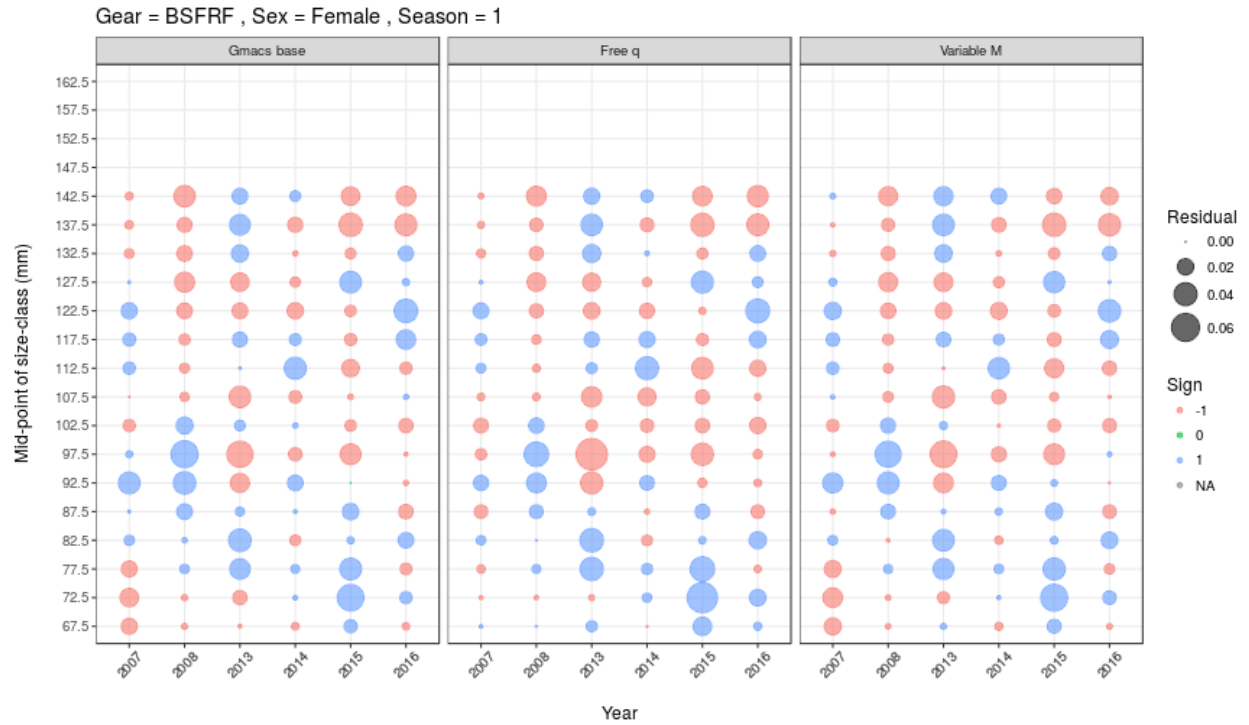 Gear = BSFRF , Sex = Female , Season = 1
Gmacs base
Free q
Variable M
162.5
157.5
152.5
147.5
142.5
137.5
132.5
127.5
122.5
117.5
112.5
107.5
102.5
97.5
92.5
87.5
82.5
77.5
72.5
67.5
Mid-point of size-class (mm)
2007 2008 2013 2014 2015 2016
2007 2008 2013 2014 2015 2016
2007 2008 2013 2014 2015 2016
Year
Residual
0.00
0.02
0.04
0.06
Sign
-1
0
1
NA